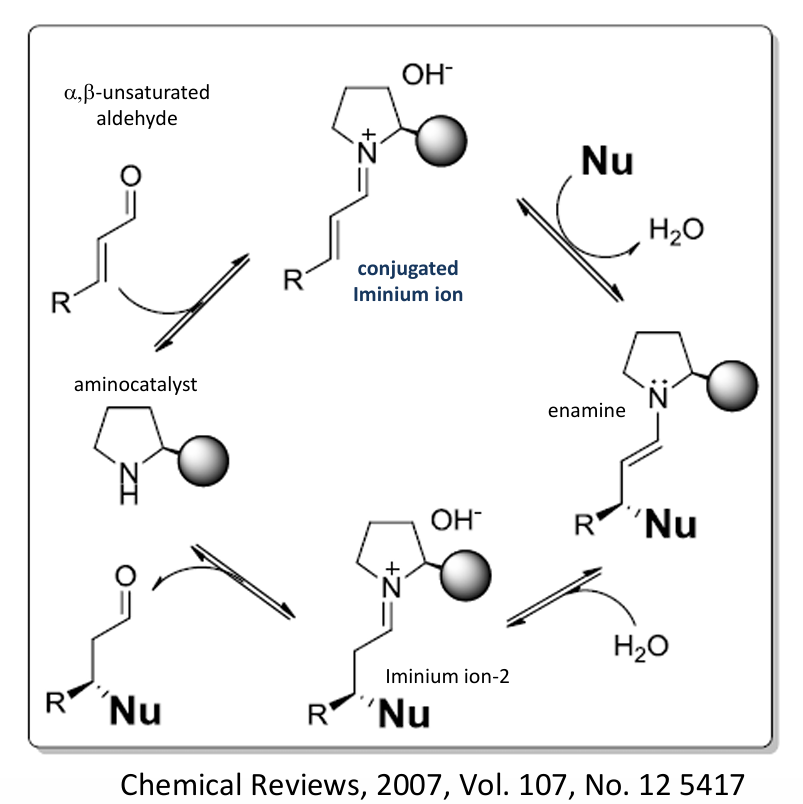 α,β-unsaturated
aldehyde
O
R
OH-
+
N
R
conjugated
Iminium ion
Nu
H₂O
aminocatalyst
N
H
enamine
N
R
Nu
OH-
+
N
R
Nu
Iminium ion-2
H₂O
O
R
Nu
Chemical Reviews, 2007, Vol. 107, No. 12 5417